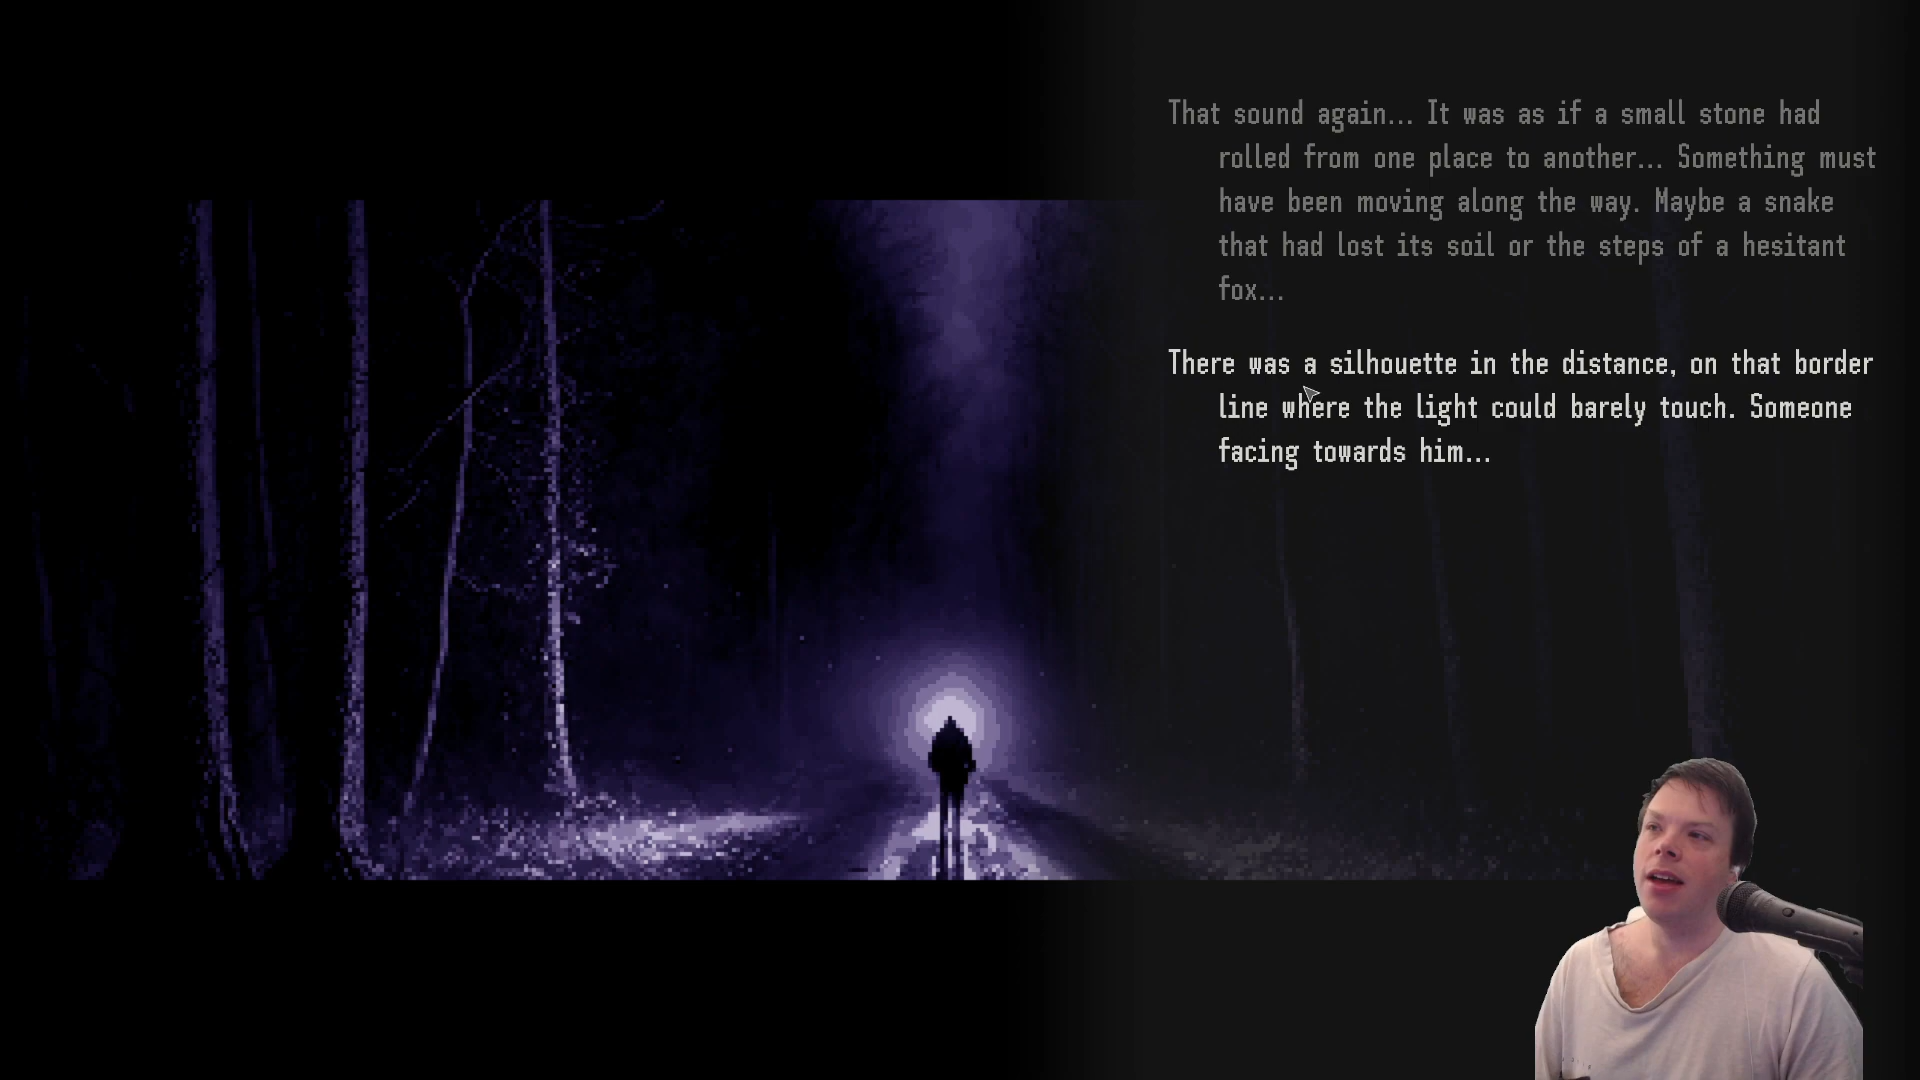 That sound again... It was as if a small stone had
rolled from one place to another... Something must
have been moving along the way. Maybe a snake
that had lost its soil or the steps of a hesitant
fox...
There was a silhouette in the distance, on that border
line where the light could barely touch. Someone
facing towards him...